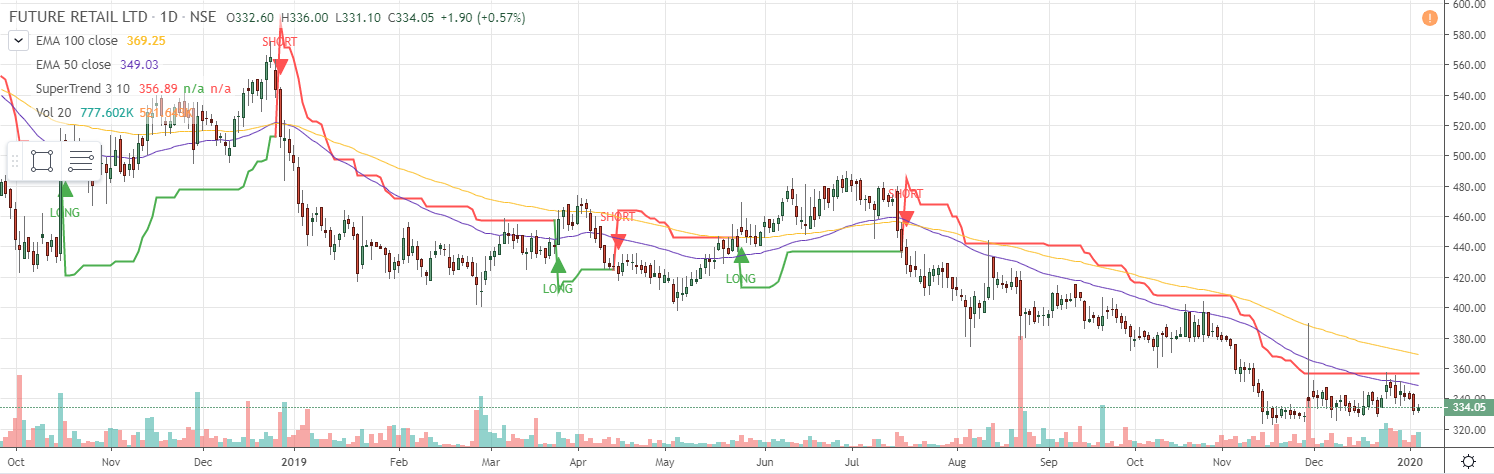 FUTURE RETAIL LTD · 1D · NSE O332.60 H336.00 L331.10 C334.05 +1.90 (+0.57%)
EMA 100 close 369.25
EMA 50 close 349.03
SuperTrend 3 10 356.89 n/a n/a
Vol 20 777.602K
SHORT
LONG
LONG
SHORT
LONG
SHORT
600.00
580.00
560.00
540.00
520.00
500.00
480.00
460.00
440.00
420.00
400.00
380.00
360.00
340.00
334.05
320.00
Oct Nov Dec 2019 Feb Mar Apr May Jun Jul Aug Sep Oct Nov Dec 2020